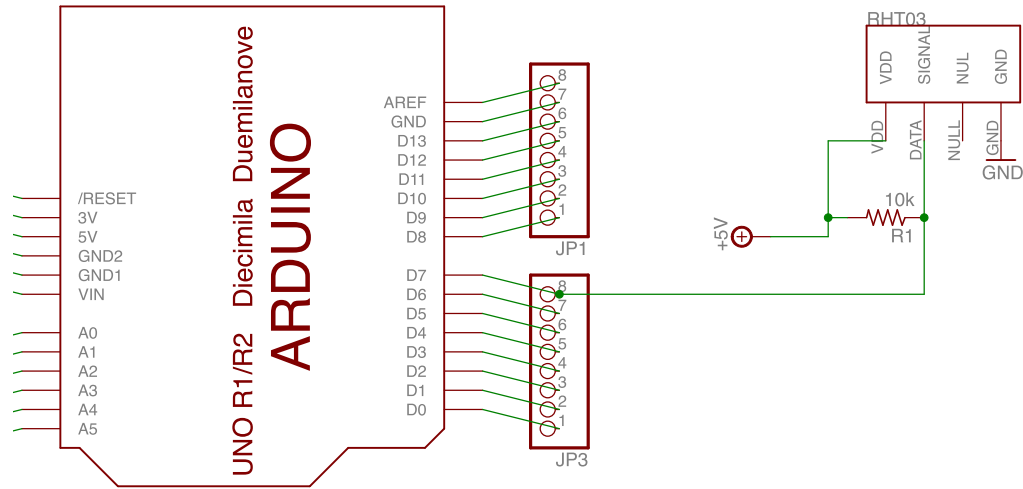 /RESET
3V
5V
GND2
GND1
VIN
A0
A1
A2
A3
A4
A5
UNO R1/R2 Diecimila Duemilanove
ARDUINO
AREF
GND
D13
D12
D11
D10
D9
D8
D7
D6
D5
D4
D3
D2
D1
D0
8
7
6
5
4
3
2
1
JP1
8
7
6
5
4
3
2
1
JP3
RHT03
VDD
SIGNAL
NUL
GND
VDD
DATA
NULL
GND
GND
10k
R1
+5V